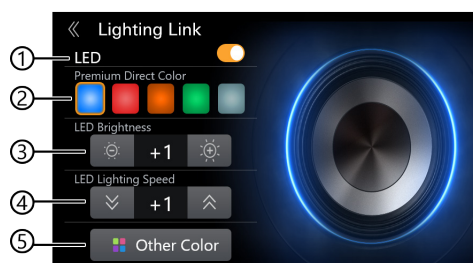 Lighting Link
1 LED
Premium Direct Color
2
LED Brightness
3 +1
LED Lighting Speed
4 +1
5 Other Color